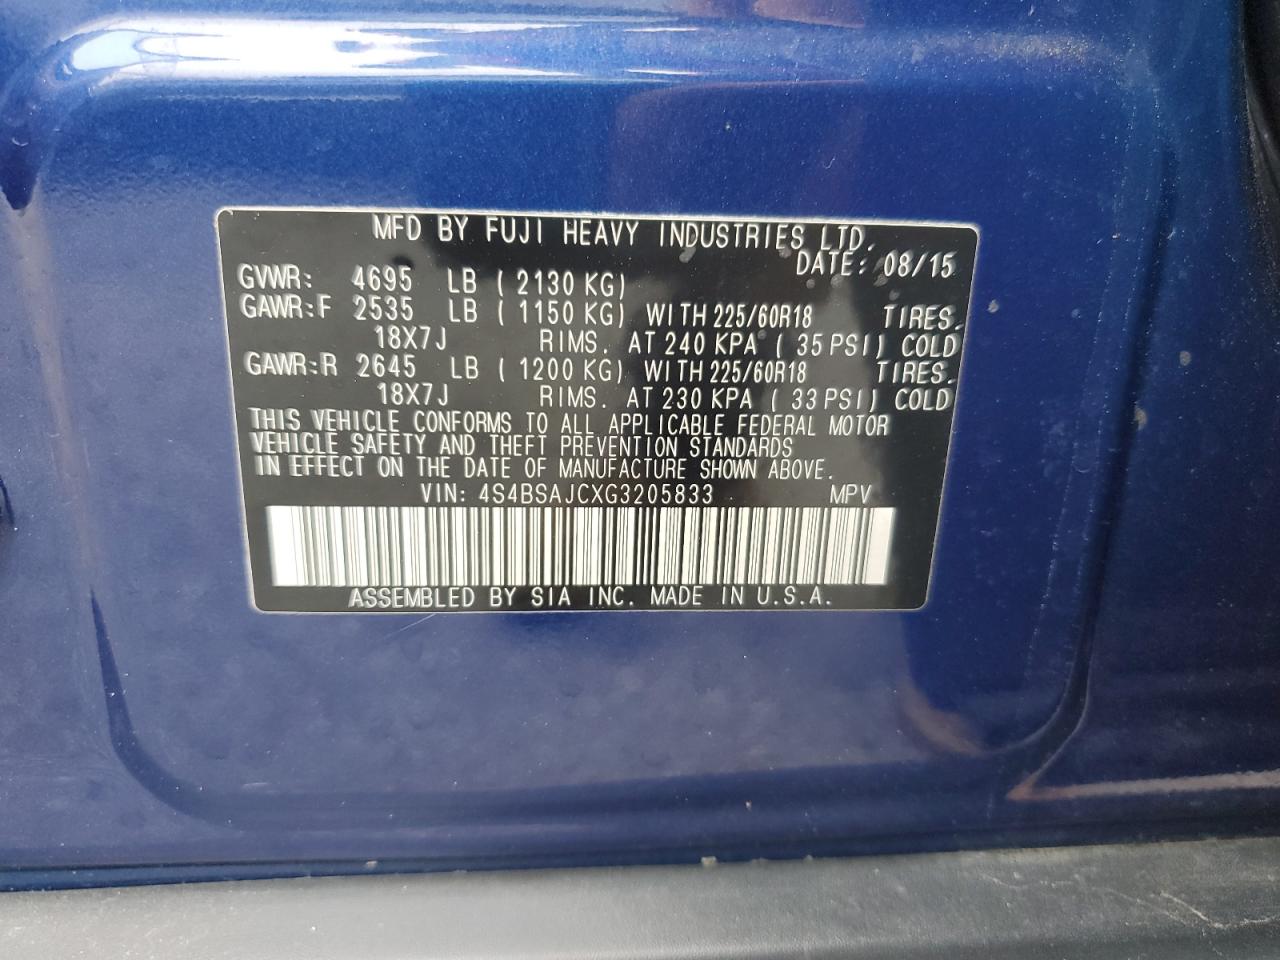 MFD BY FUJI HEAVY INDUSTRIES LTD.
DATE: 08/15
GVWR: 4695 LB ( 2130 KG)
GAWR:F 2535 LB ( 1150 KG) WITH 225/60R18 TIRES.
18X7J RIMS. AT 240 KPA ( 35 PSI) COLD
GAWR:R 2645 LB ( 1200 KG) WITH 225/60R18 TIRES.
18X7J RIMS. AT 230 KPA ( 33 PSI) COLD
THIS VEHICLE CONFORMS TO ALL APPLICABLE FEDERAL MOTOR
VEHICLE SAFETY AND THEFT PREVENTION STANDARDS
IN EFFECT ON THE DATE OF MANUFACTURE SHOWN ABOVE.
VIN: 4S4BSAJCXG3205833 MPV
ASSEMBLED BY SIA INC. MADE IN U.S.A.